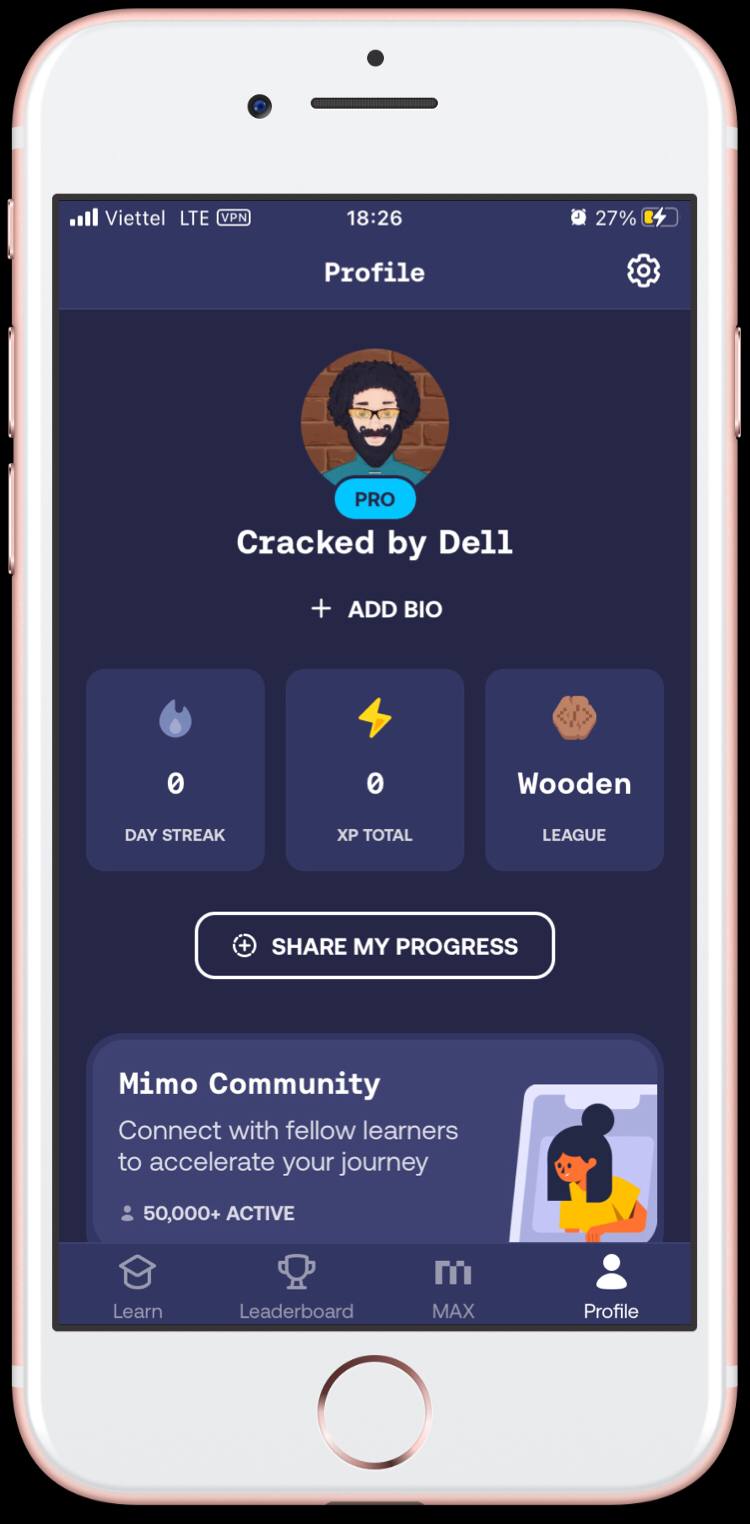 Viettel LTE VPN 18:26 27%
Profile
PRO
Cracked by Dell
+ ADD BIO
0 0 Wooden
DAY STREAK XP TOTAL LEAGUE
SHARE MY PROGRESS
Mimo Community
Connect with fellow learners
to accelerate your journey
50,000+ ACTIVE
Learn Leaderboard MAX Profile